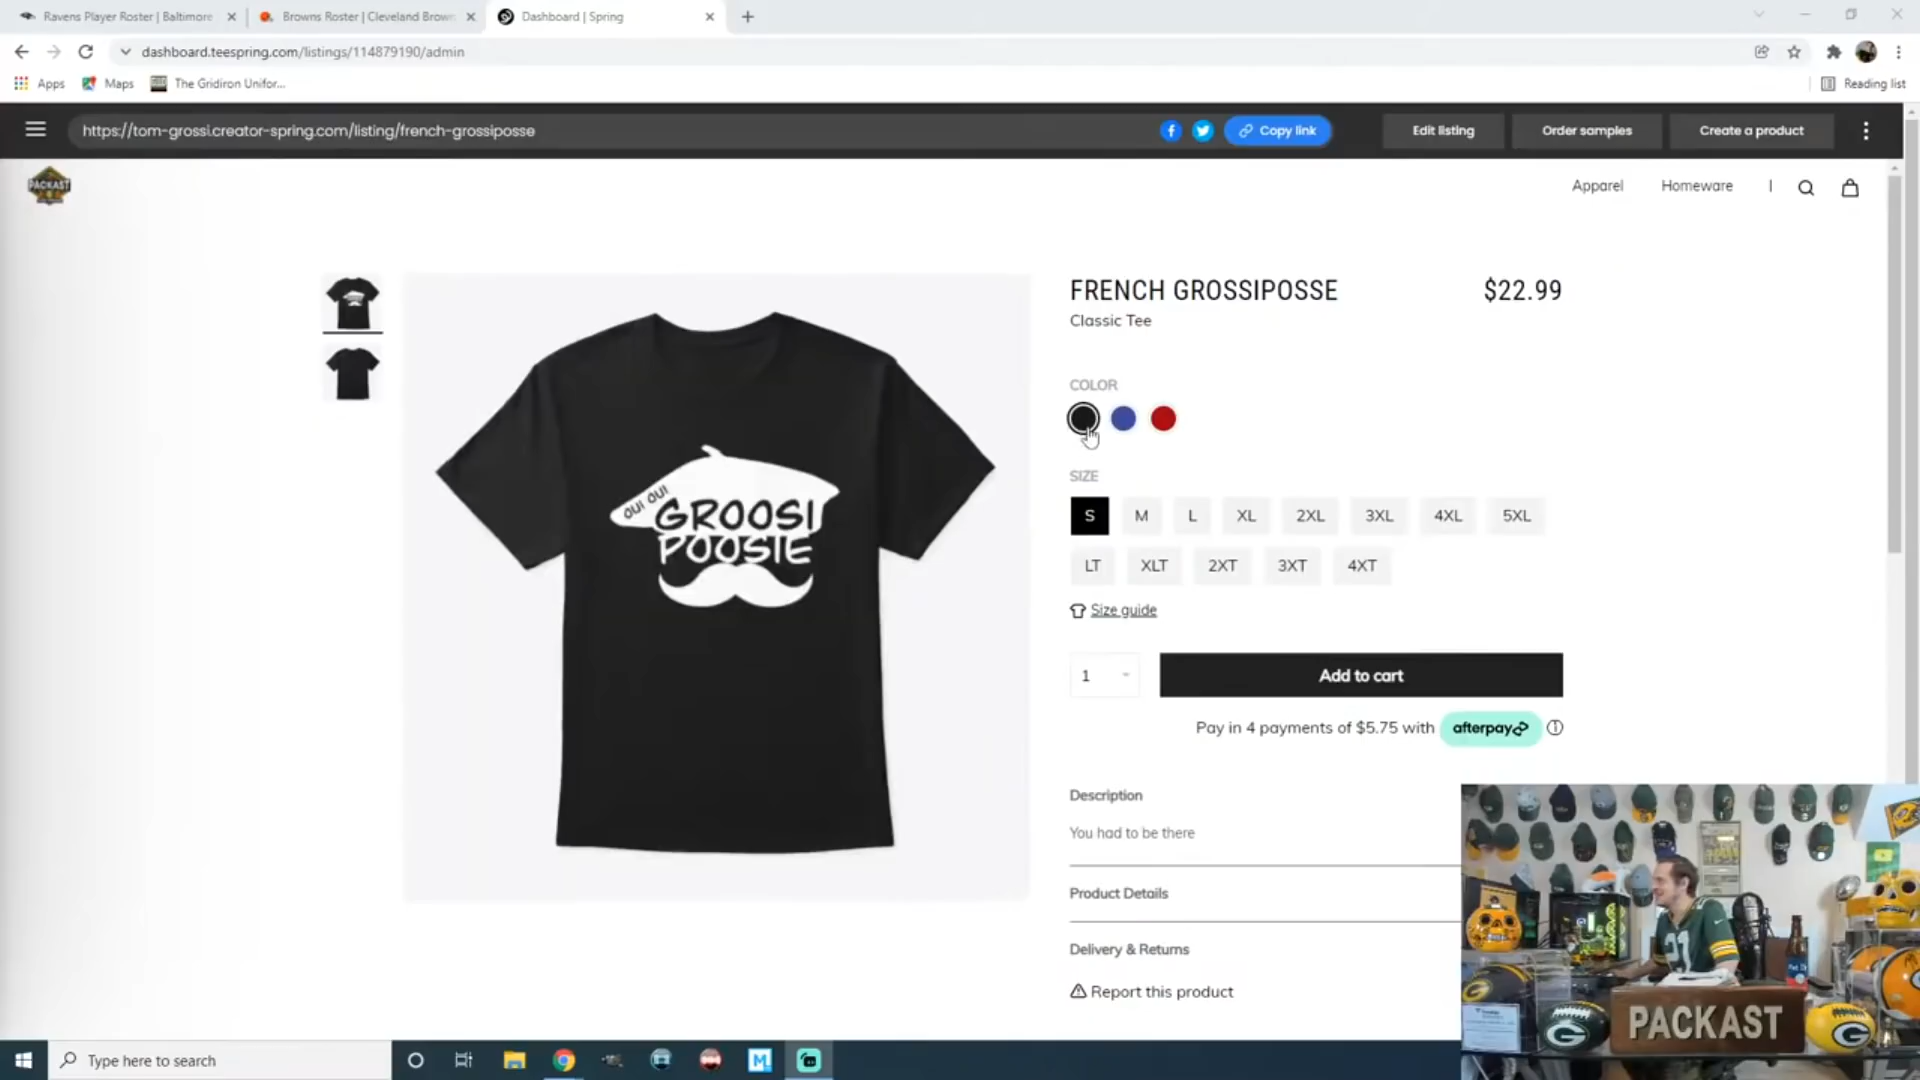 Ravens Player Roster | Baltimore
Browns Roster | Cleveland Brown
Dashboard | Spring
dashboard.teespring.com/listings/114879190/admin
Apps
Maps
The Gridiron Unifor...
Reading list
https://tom-grossi.creator-spring.com/listing/french-grossiposse
Copy link
Edit listing
Order samples
Create a product
PACKAST
Apparel
Homeware
FRENCH GROSSIPOSSE
$22.99
Classic Tee
COLOR
OUI OUI
GROOSI
POOSIE
SIZE
S M L XL 2XL 3XL 4XL 5XL
LT XLT 2XT 3XT 4XT
Size guide
1
Add to cart
Pay in 4 payments of $5.75 with afterpay
Description
You had to be there
Product Details
Delivery & Returns
Report this product
21
G
PACKAST
G
Type here to search
M